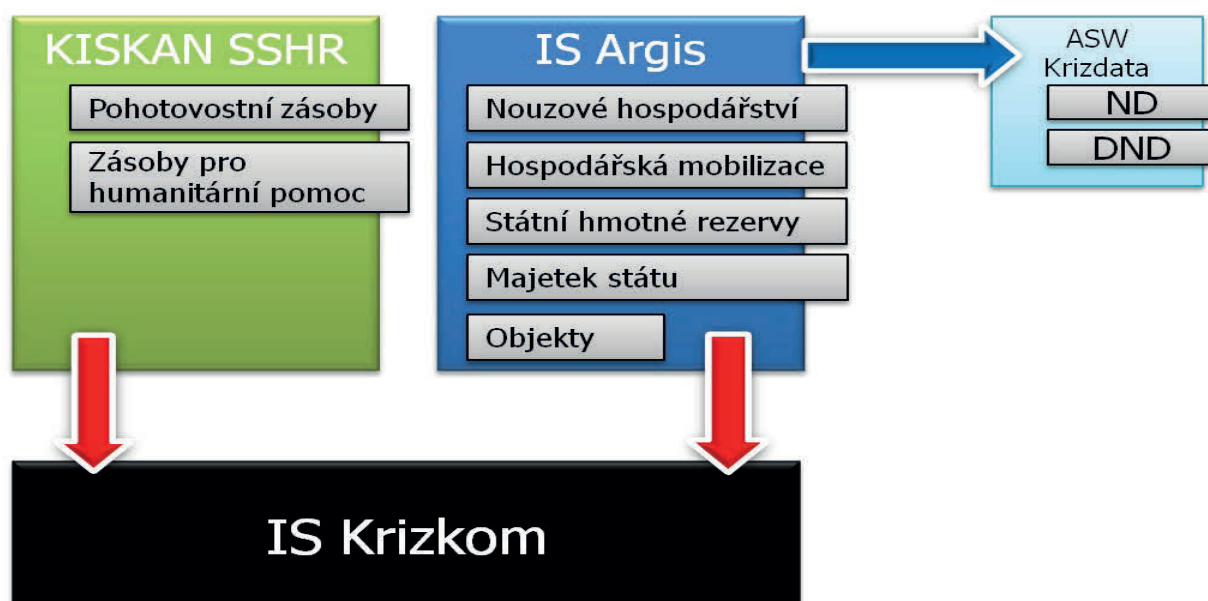 KISKAN SSHR
Pohotovostní zásoby
Zásoby pro
humanitární pomoc
IS Argis
Nouzové hospodářství
Hospodářská mobilizace
Státní hmotné rezervy
Majetek státu
Objekty
ASW
Krizdata
ND
DND
IS Krizkom